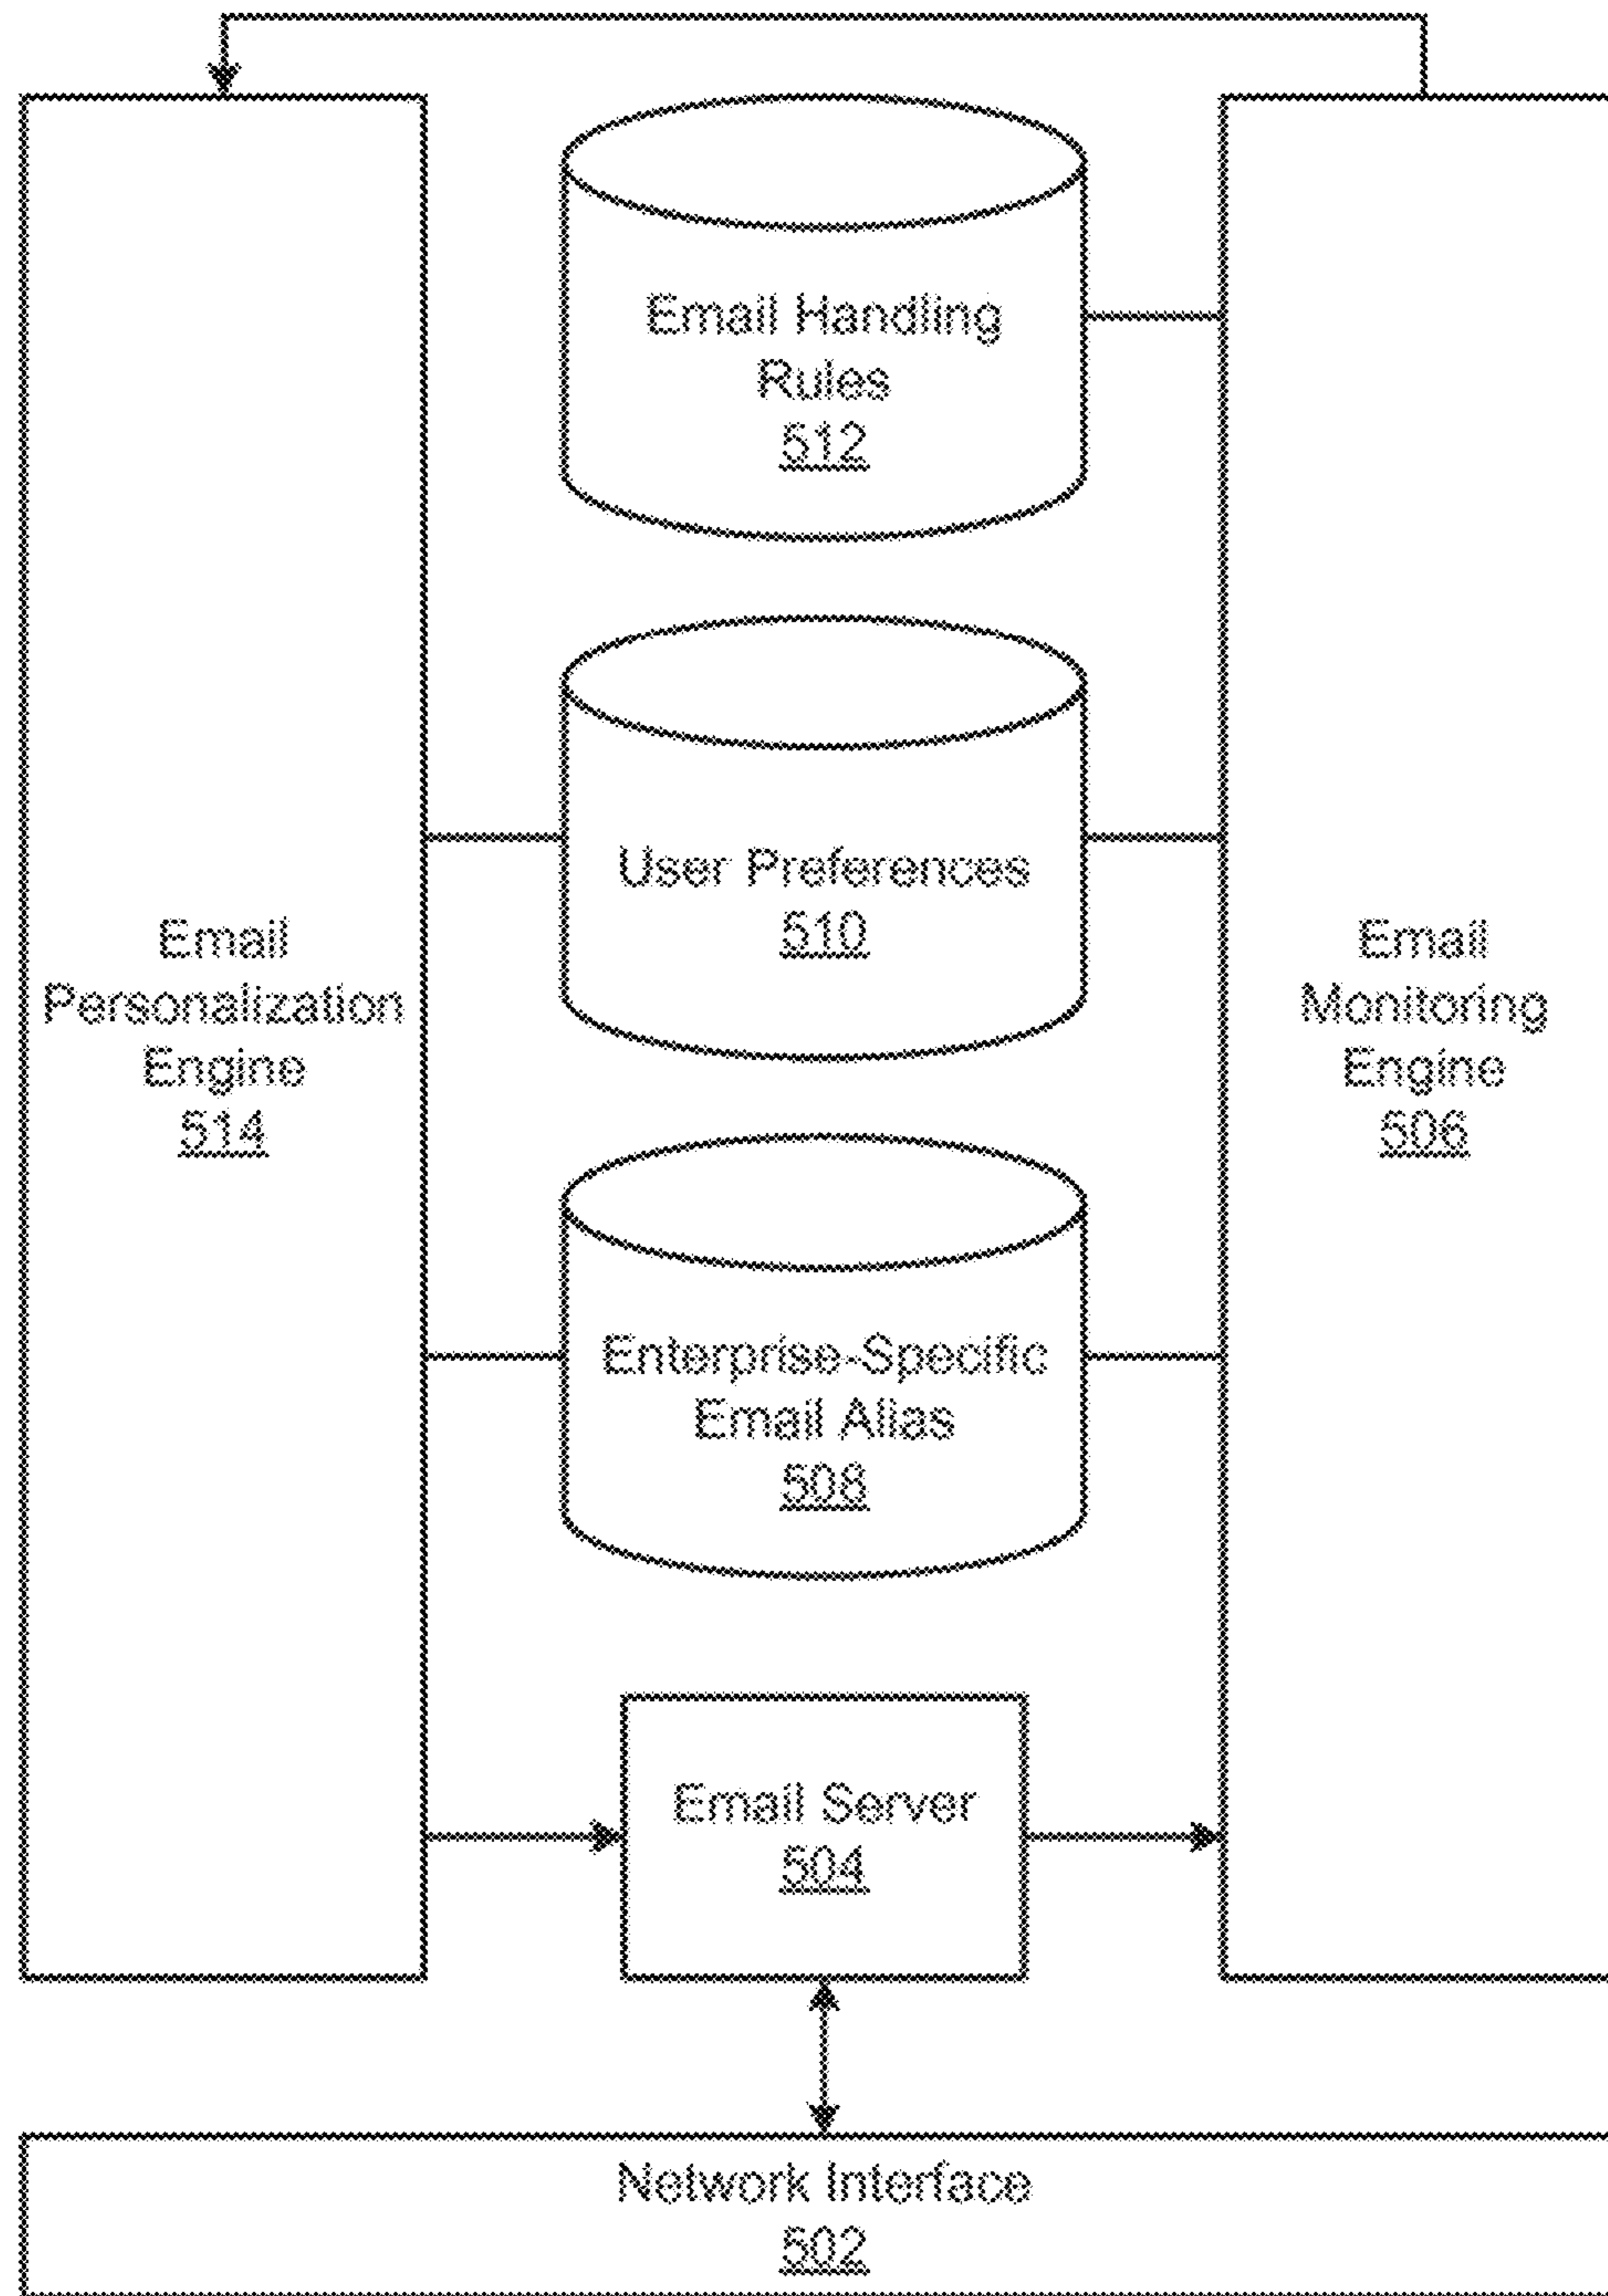 Email Handling
Rules
512
User Preferences
510
Email
Personalization
Engine
514
Email
Monitoring
Engine
506
Enterprise-Specific
Email Alias
508
Email Server
504
Network Interface
502